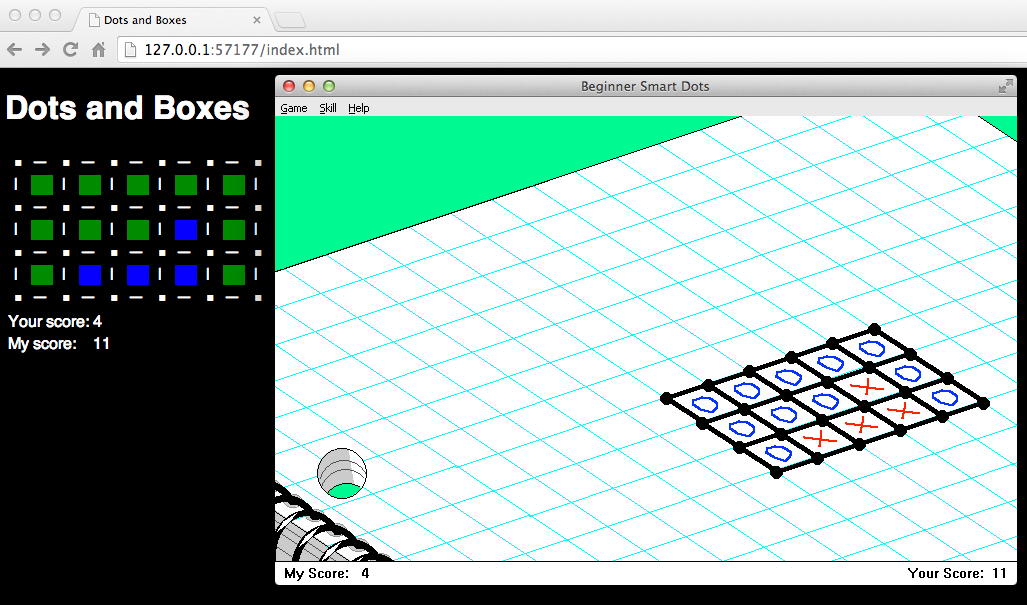 Dots and Boxes
127.0.0.1:57177/index.html
Dots and Boxes
Your score: 4
My score: 11
Beginner Smart Dots
Game Skill Help
My Score: 4
Your Score: 11